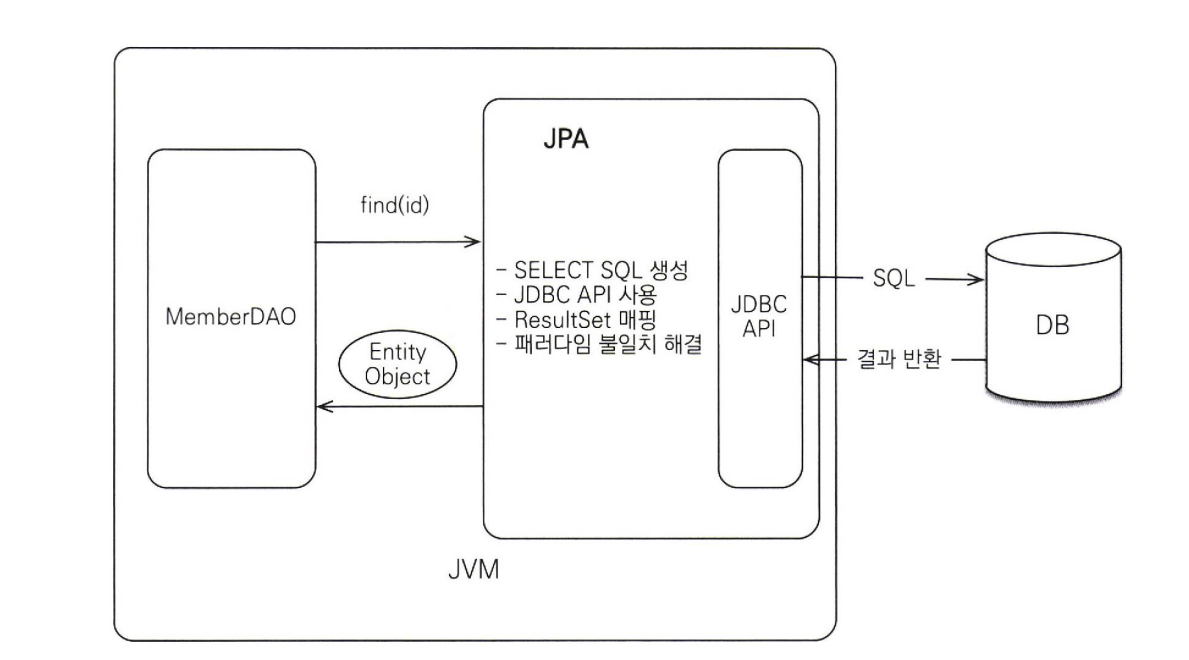 JPA
find(id)
MemberDAO
Entity
Object
- SELECT SQL 생성
- JDBC API 사용
- ResultSet 매핑
- 패러다임 불일치 해결
JDBC
API
SQL
결과 반환
DB
JVM